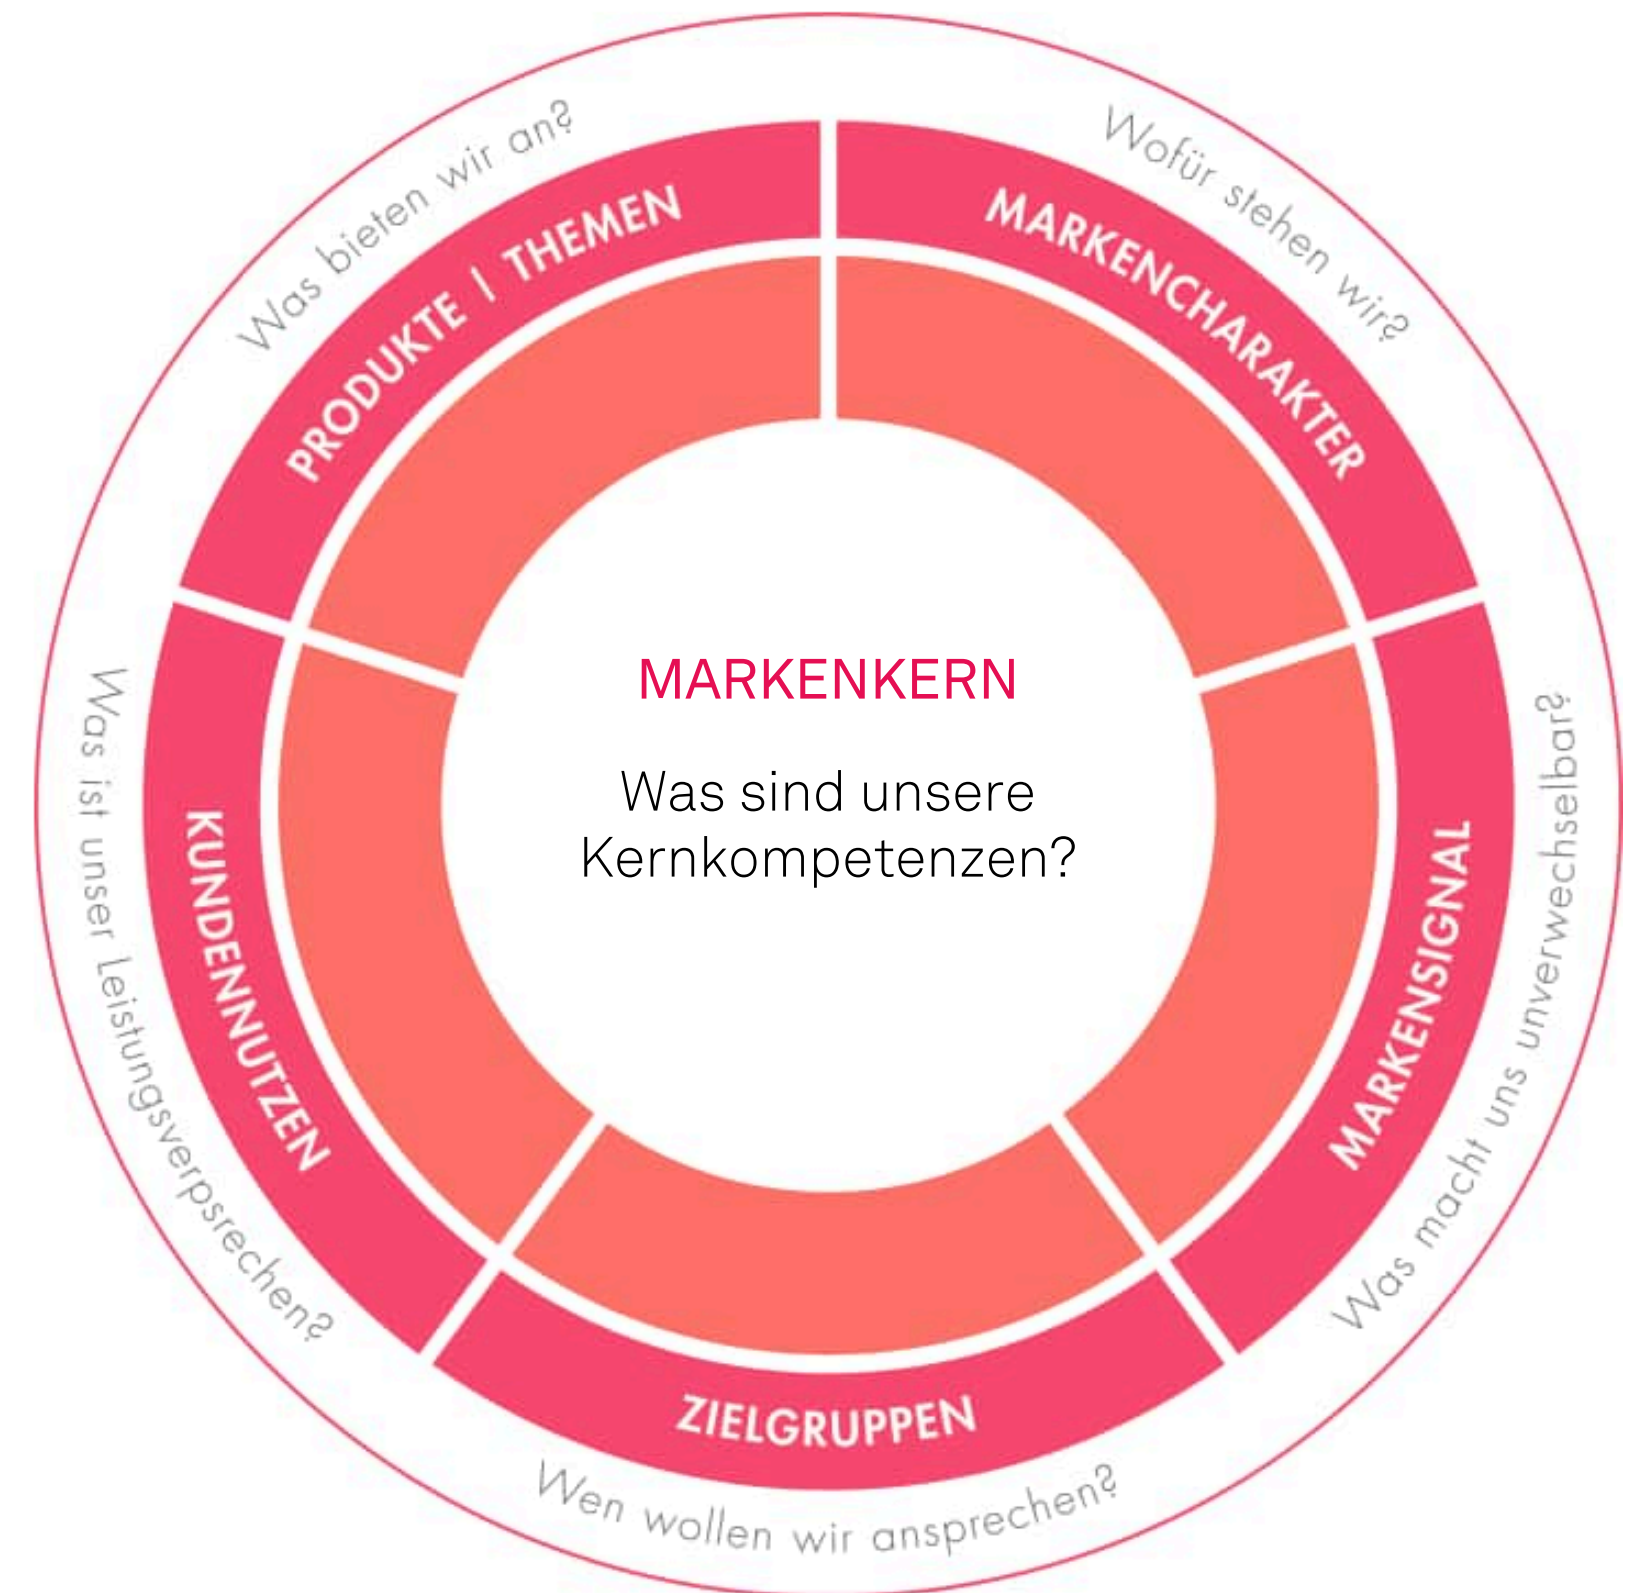 Was bieten wir an?
PRODUKTE | THEMEN
Wofür stehen wir?
MARKENCHARAKTER
MARKENKERN
Was sind unsere
Kernkompetenzen?
Was ist unser Leistungsverpsrechen?
KUNDENNUTZEN
MARKENSIGNAL
Was macht uns unverwechselbar?
ZIELGRUPPEN
Wen wollen wir ansprechen?